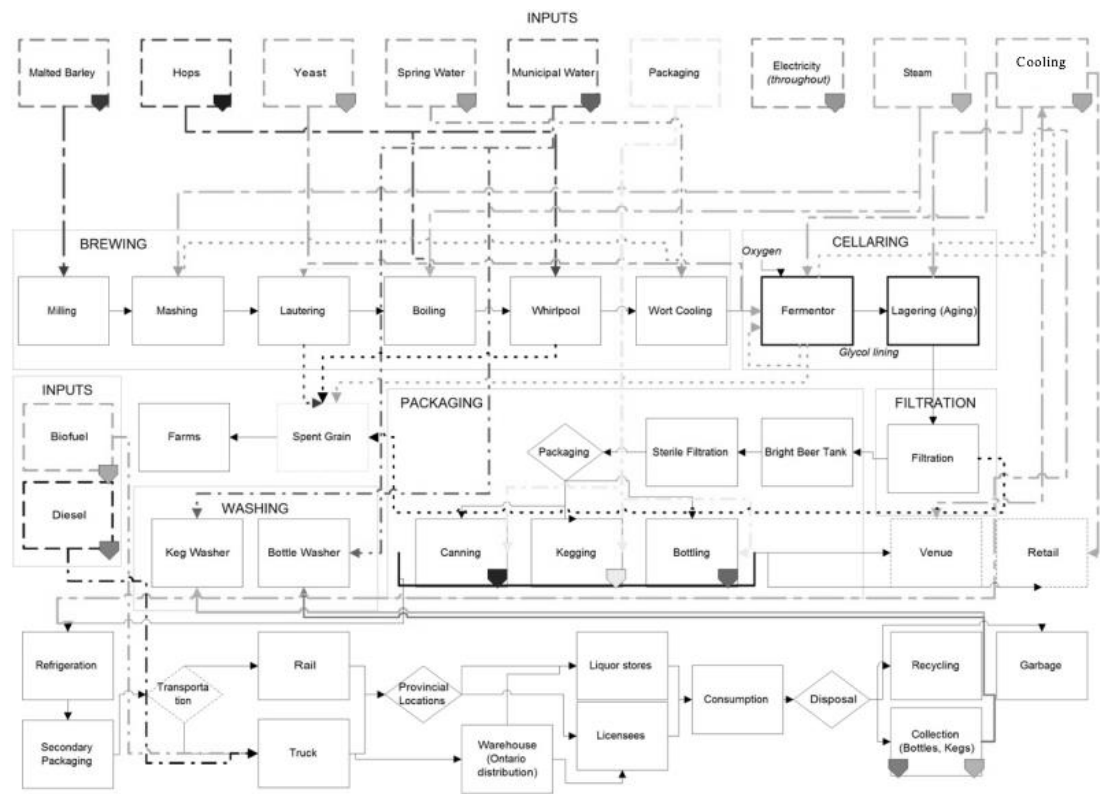 INPUTS
Malted Barley
Hops
Yeast
Spring Water
Municipal Water
Packaging
Electricity
(throughout)
Steam
Cooling
BREWING
CELLARING
Oxygen
Milling
Mashing
Lautering
Boiling
Whirlpool
Wort Cooling
Fermentor
Lagering (Aging)
Glycol lining
INPUTS
PACKAGING
FILTRATION
Biofuel
Farms
Spent Grain
Packaging
Sterile Filtration
Bright Beer Tank
Filtration
Diesel
WASHING
Keg Washer
Bottle Washer
Canning
Kegging
Bottling
Venue
Retail
Refrigeration
Transporta
tion
Rail
Provincial
Locations
Liquor stores
Consumption
Disposal
Recycling
Garbage
Secondary
Packaging
Truck
Warehouse
(Ontario
distribution)
Licensees
Collection
(Bottles, Kegs)